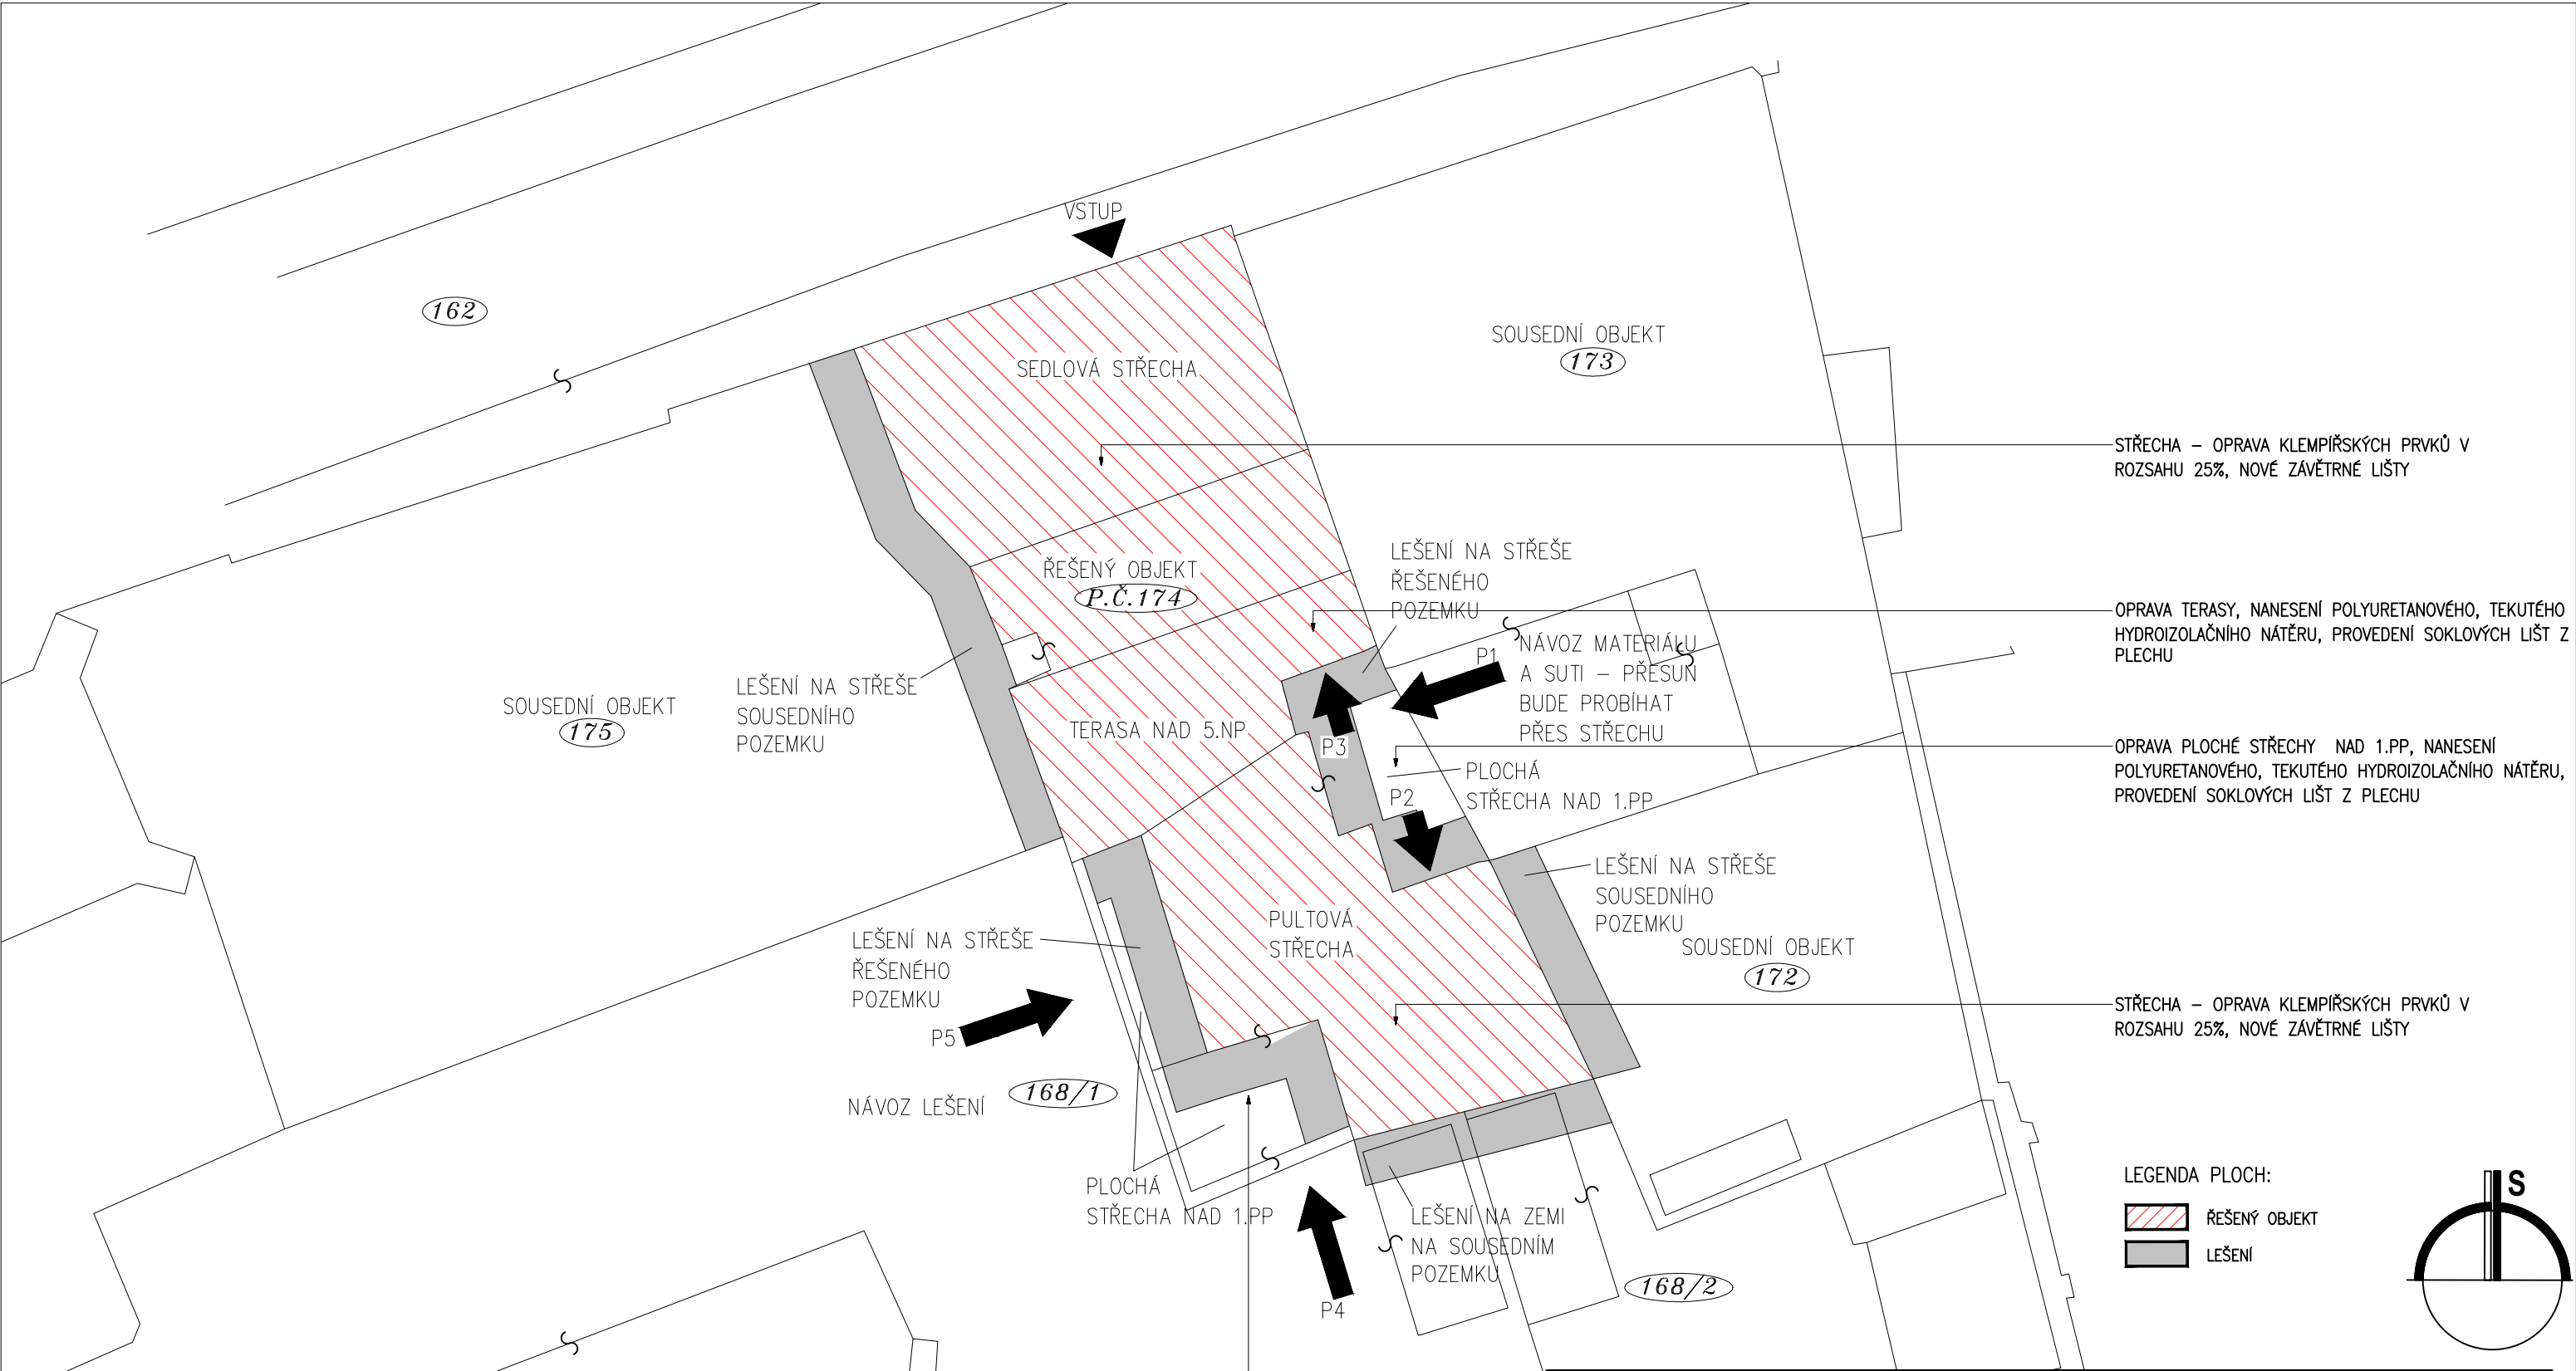 VSTUP
162
SEDLOVÁ STŘECHA
SOUSEDNÍ OBJEKT
173
STŘECHA – OPRAVA KLEMPÍŘSKÝCH PRVKŮ V
ROZSAHU 25%, NOVÉ ZÁVĚTRNÉ LIŠTY
LEŠENÍ NA STŘEŠE
ŘEŠENÉHO
POZEMKU
ŘEŠENÝ OBJEKT
P.Č.174
OPRAVA TERASY, NANESENÍ POLYURETANOVÉHO, TEKUTÉHO
HYDROIZOLAČNÍHO NÁTĚRU, PROVEDENÍ SOKLOVÝCH LIŠT Z
PLECHU
P1
NÁVOZ MATERIÁLU
A SUTI – PŘESUN
BUDE PROBÍHAT
PŘES STŘECHU
SOUSEDNÍ OBJEKT
175
LEŠENÍ NA STŘEŠE
SOUSEDNÍHO
POZEMKU
TERASA NAD 5.NP
P3
OPRAVA PLOCHÉ STŘECHY NAD 1.PP, NANESENÍ
POLYURETANOVÉHO, TEKUTÉHO HYDROIZOLAČNÍHO NÁTĚRU,
PROVEDENÍ SOKLOVÝCH LIŠT Z PLECHU
PLOCHÁ
STŘECHA NAD 1.PP
P2
LEŠENÍ NA STŘEŠE
SOUSEDNÍHO
POZEMKU
SOUSEDNÍ OBJEKT
172
PULTOVÁ
STŘECHA
LEŠENÍ NA STŘEŠE
ŘEŠENÉHO
POZEMKU
P5
STŘECHA – OPRAVA KLEMPÍŘSKÝCH PRVKŮ V
ROZSAHU 25%, NOVÉ ZÁVĚTRNÉ LIŠTY
NÁVOZ LEŠENÍ
168/1
PLOCHÁ
STŘECHA NAD 1.PP
P4
LEŠENÍ NA ZEMI
NA SOUSEDNÍM
POZEMKU
168/2
LEGENDA PLOCH:
ŘEŠENÝ OBJEKT
LEŠENÍ
S